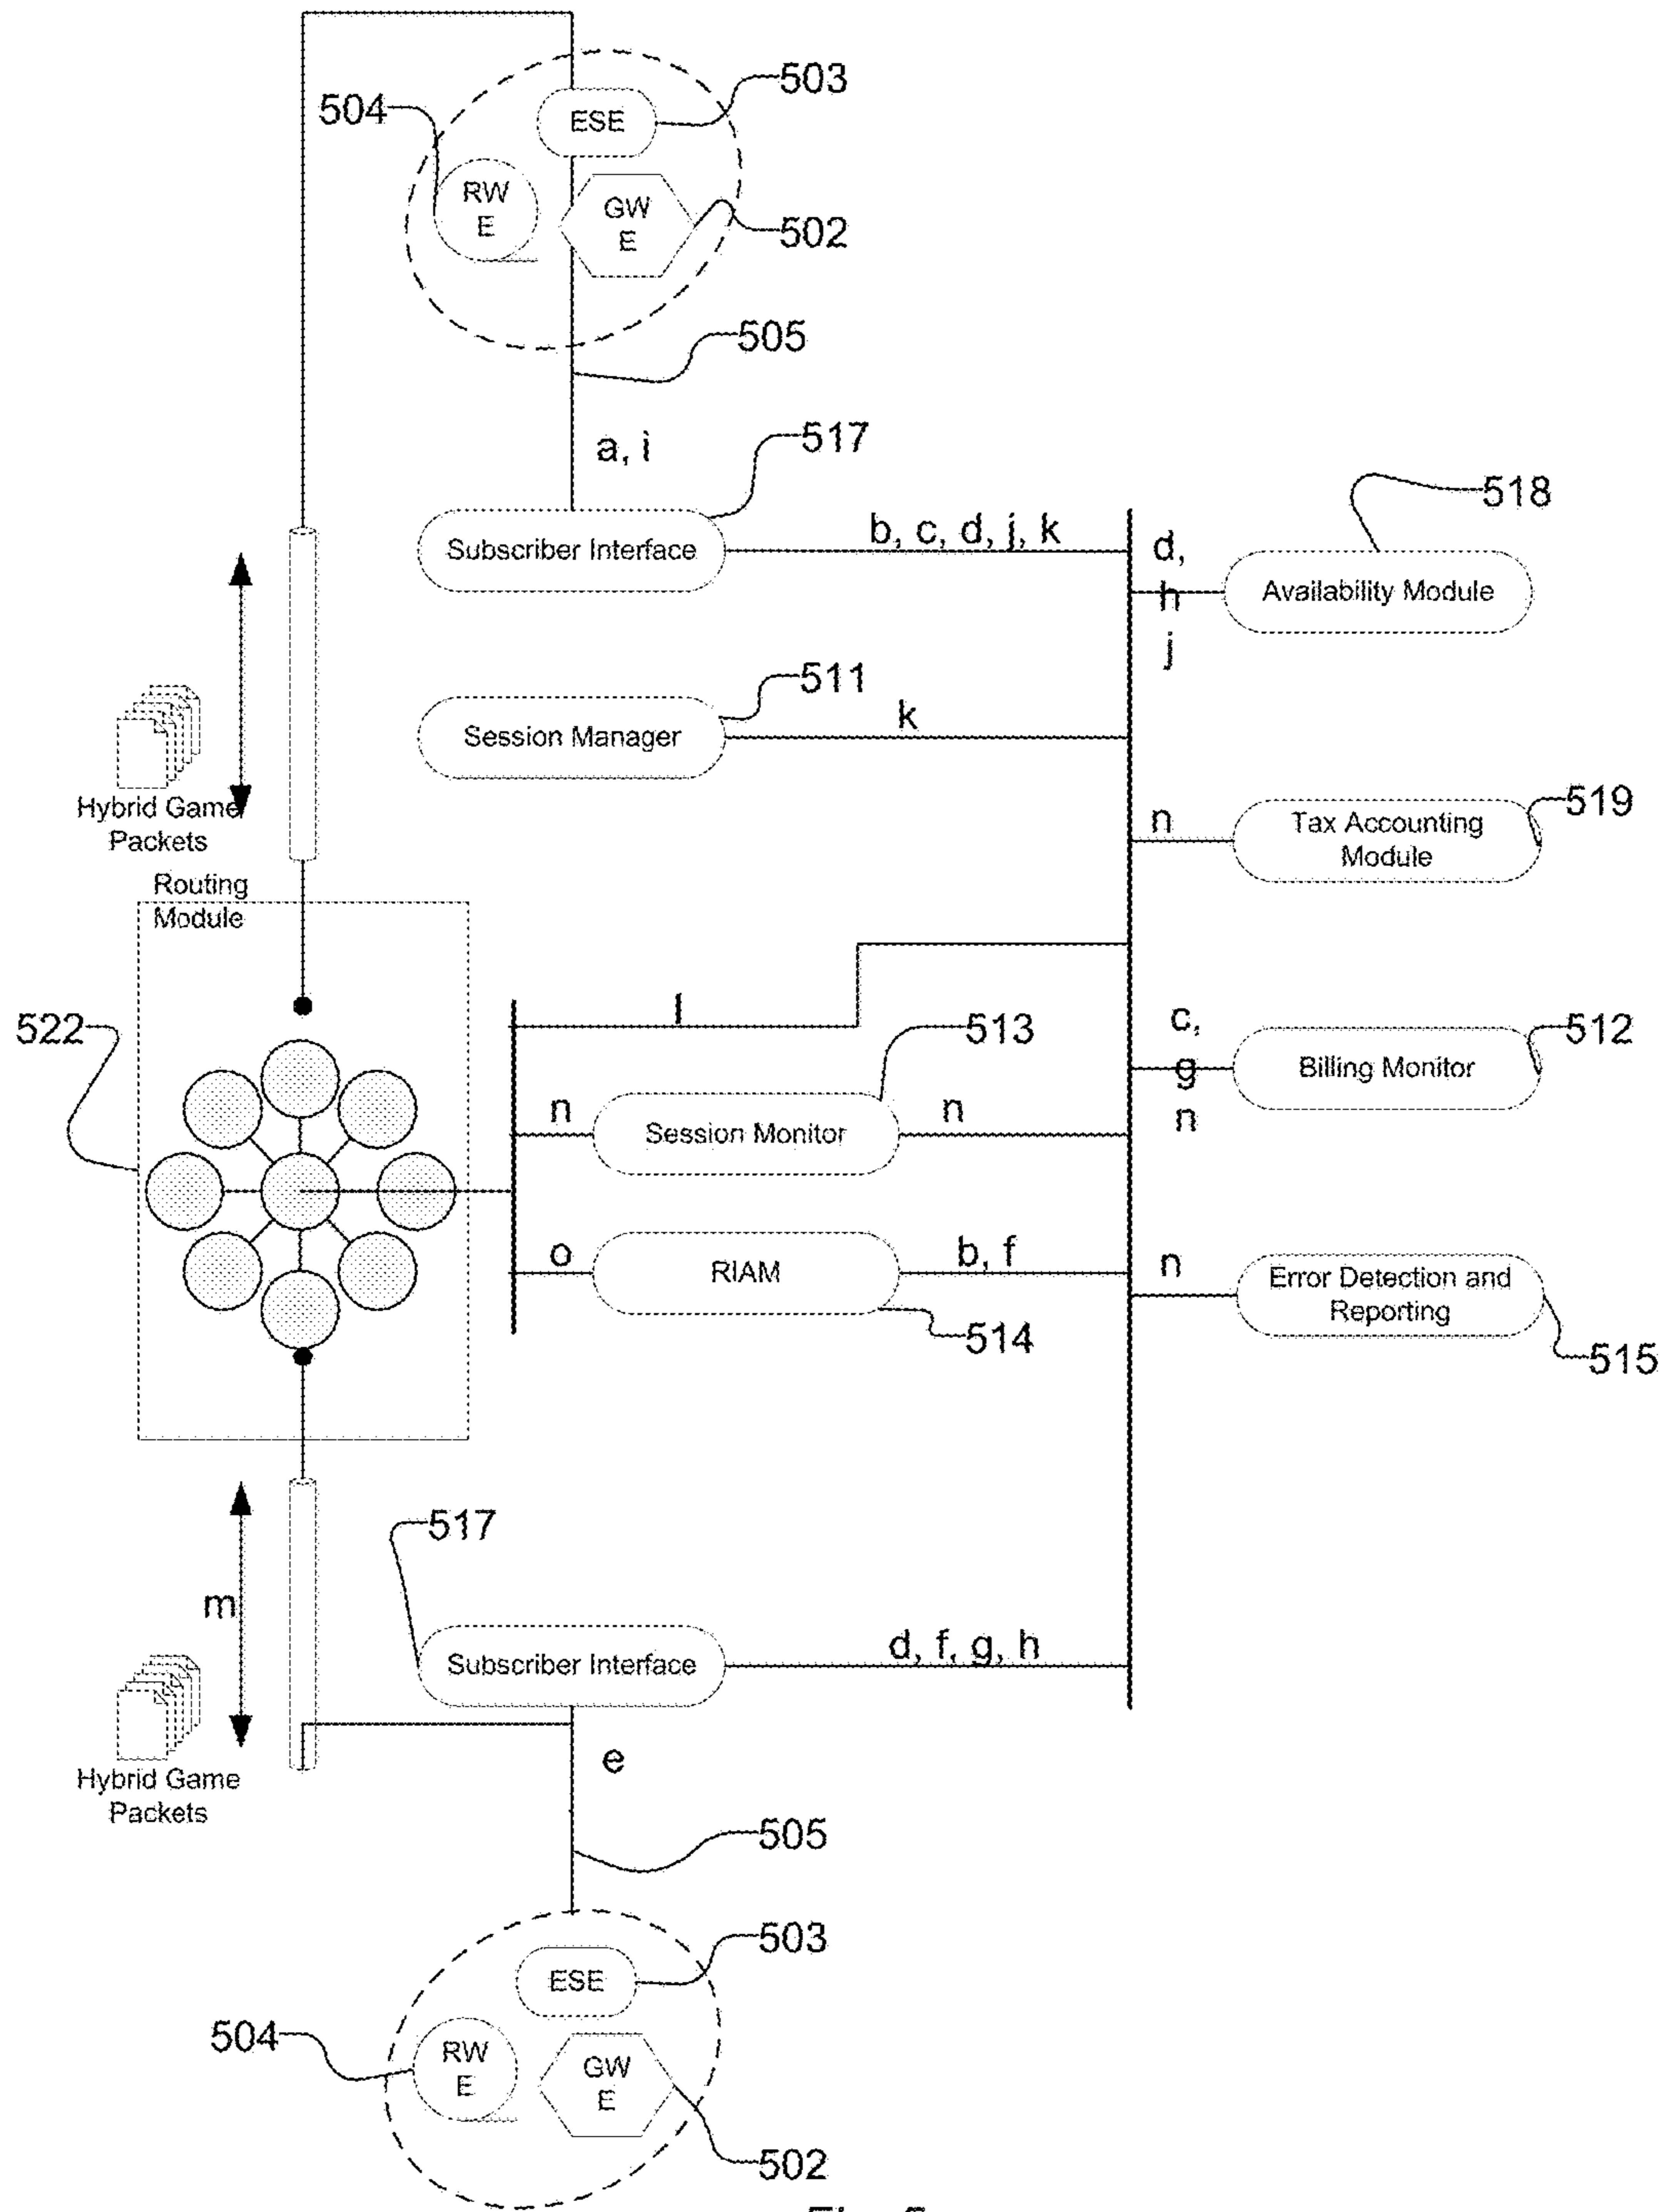 503
504
ESE
RW
E
GW
E
502
505
a, i
517
518
Subscriber Interface
b, c, d, j, k
d,
h
j
Availability Module
511
Session Manager
k
Hybrid Game
Packets
519
n
Tax Accounting
Module
Routing
Module
522
l
513
c,
g
n
512
Billing Monitor
n
Session Monitor
n
o
RIAM
b, f
514
n
Error Detection and
Reporting
515
517
m
Subscriber Interface
d, f, g, h
Hybrid Game
Packets
e
505
503
ESE
504
RW
E
GW
E
502